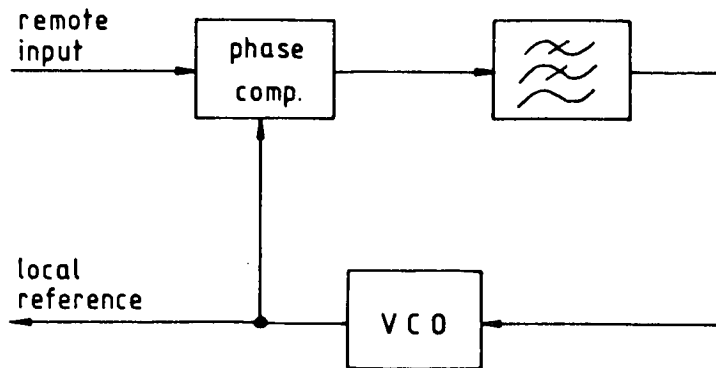 remote
input
phase
comp.
local
reference
VCO